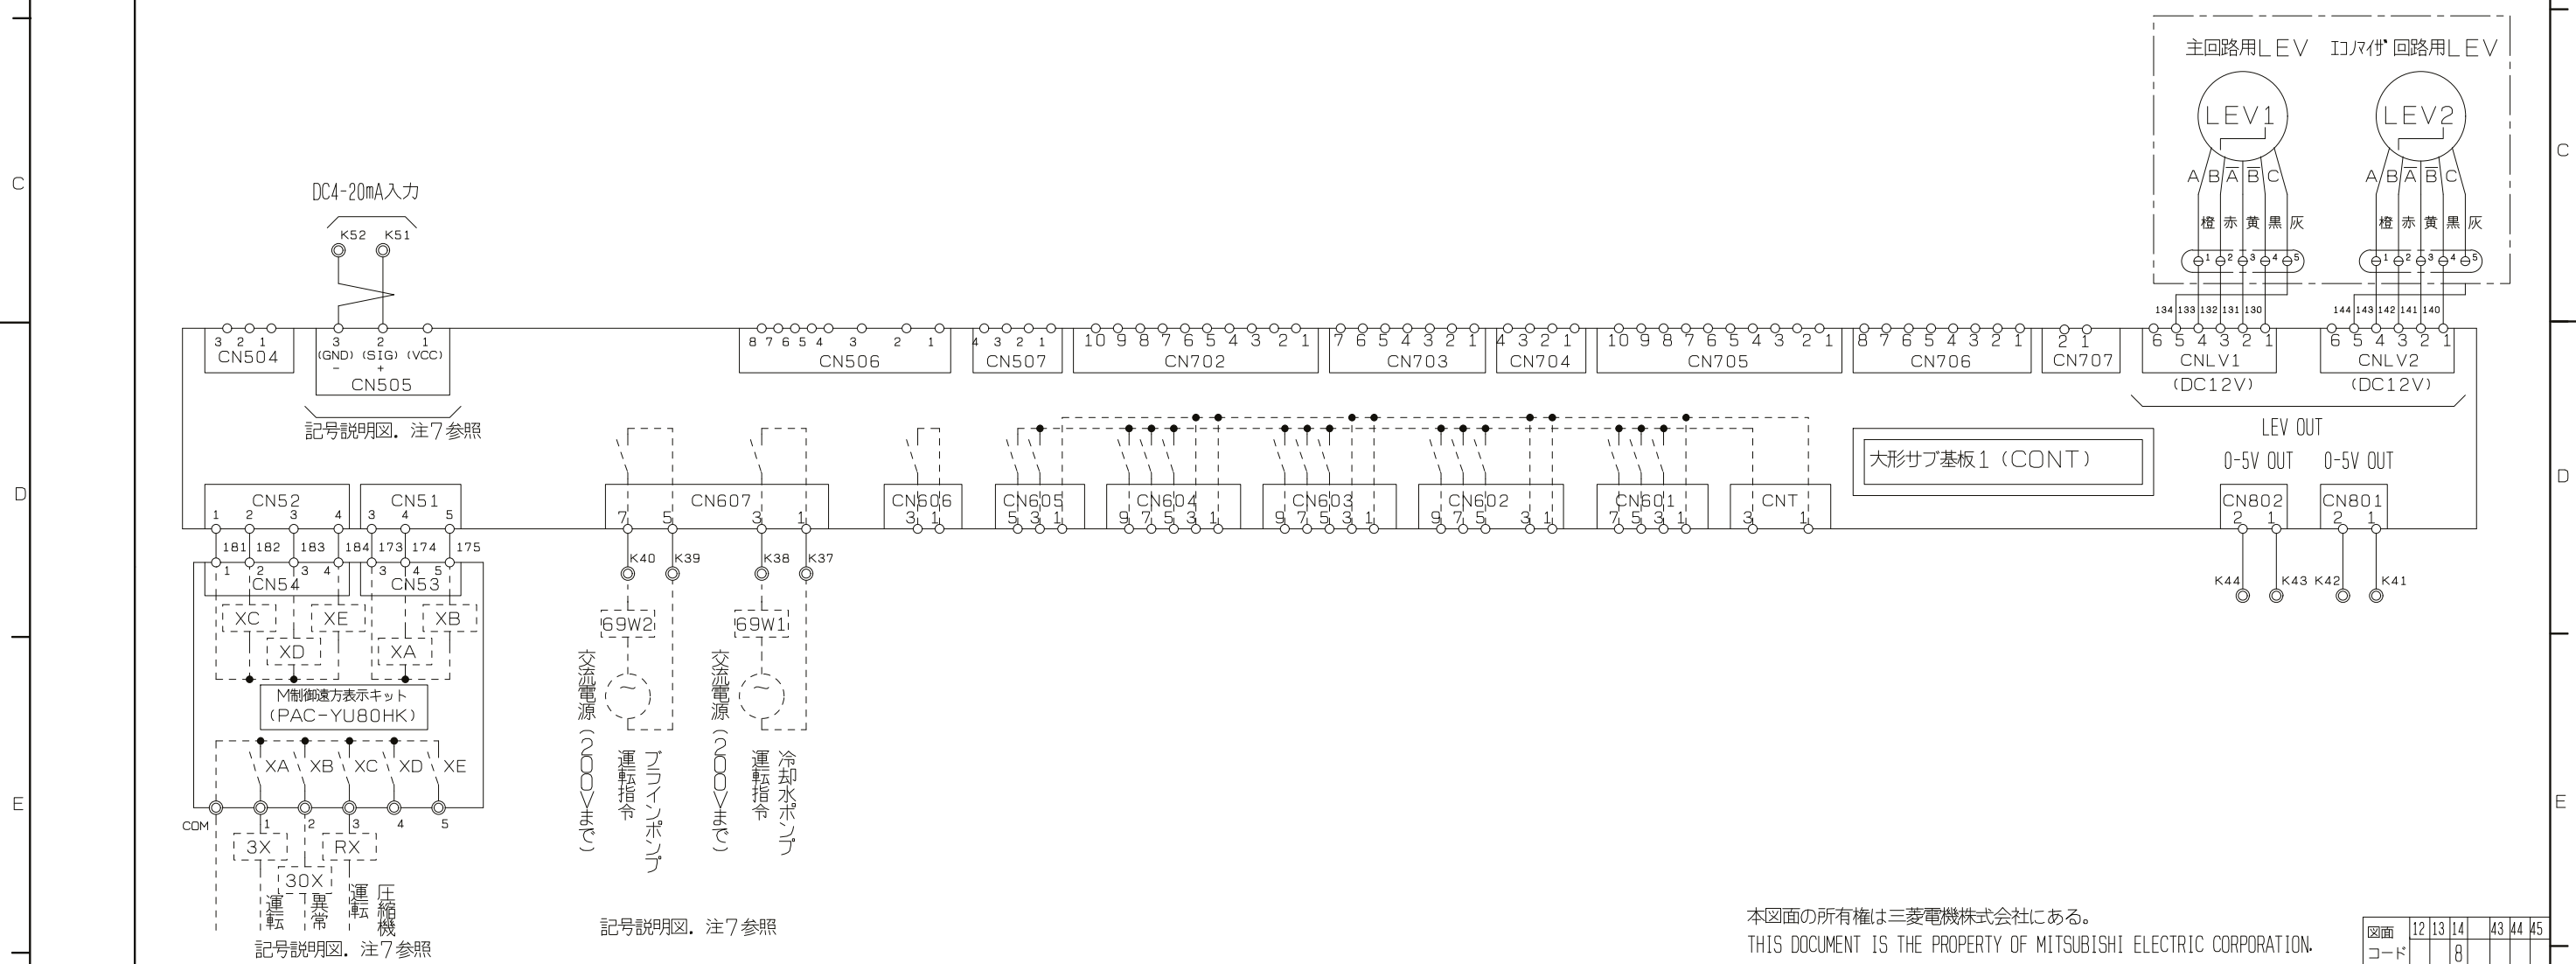 主回路用LEV　ｴｺﾉﾏｲｻﾞ回路用LEV
LEV1　LEV2
C　C
A B A̅ B̅ C　A B A̅ B̅ C
DC4-20mA入力
橙 赤 黄 黒 灰　橙 赤 黄 黒 灰
K52 K51
1 2 3 4 5　1 2 3 4 5
134 133 132 131 130　144 143 142 141 140
3 2 1　3 2 1　8 7 6 5 4 3 2 1　4 3 2 1　10 9 8 7 6 5 4 3 2 1　7 6 5 4 3 2 1　4 3 2 1　10 9 8 7 6 5 4 3 2 1　8 7 6 5 4 3 2 1　2 1　6 5 4 3 2 1　6 5 4 3 2 1
(GND) (SIG) (VCC)
- +
CN504　CN505　CN506　CN507　CN702　CN703　CN704　CN705　CN706　CN707　CNLV1　CNLV2
(DC12V)　(DC12V)
記号説明図．注7参照
LEV OUT
大形サブ基板1 (CONT)
0-5V OUT　0-5V OUT
D　D
CN52　CN51　CN607　CN606　CN605　CN604　CN603　CN602　CN601　CNT　CN802　CN801
1 2 3 4　3 4 5　7 5 3 1　3 1　5 3 1　9 7 5 3 1　9 7 5 3 1　9 7 5 3 1　7 5 3 1　3 1　2 1　2 1
181 182 183 184 173 174 175
K40 K39 K38 K37
1 2 3 4　3 4 5
CN54　CN53
K44 K43 K42 K41
XC XE XB
69W2　69W1
XD XA
M制御遠方表示キット
(PAC-YU80HK)
~　~
交流電源(200Vまで)
ブラインポンプ
運転指令
交流電源(200Vまで)
冷却水ポンプ
運転指令
XA XB XC XD XE
E　E
COM 1 2 3 4 5
3X RX
30X
運転
異常
圧縮機
運転
記号説明図．注7参照
記号説明図．注7参照
本図面の所有権は三菱電機株式会社にある。
THIS DOCUMENT IS THE PROPERTY OF MITSUBISHI ELECTRIC CORPORATION.
図面 12 13 14 43 44 45
コード 8